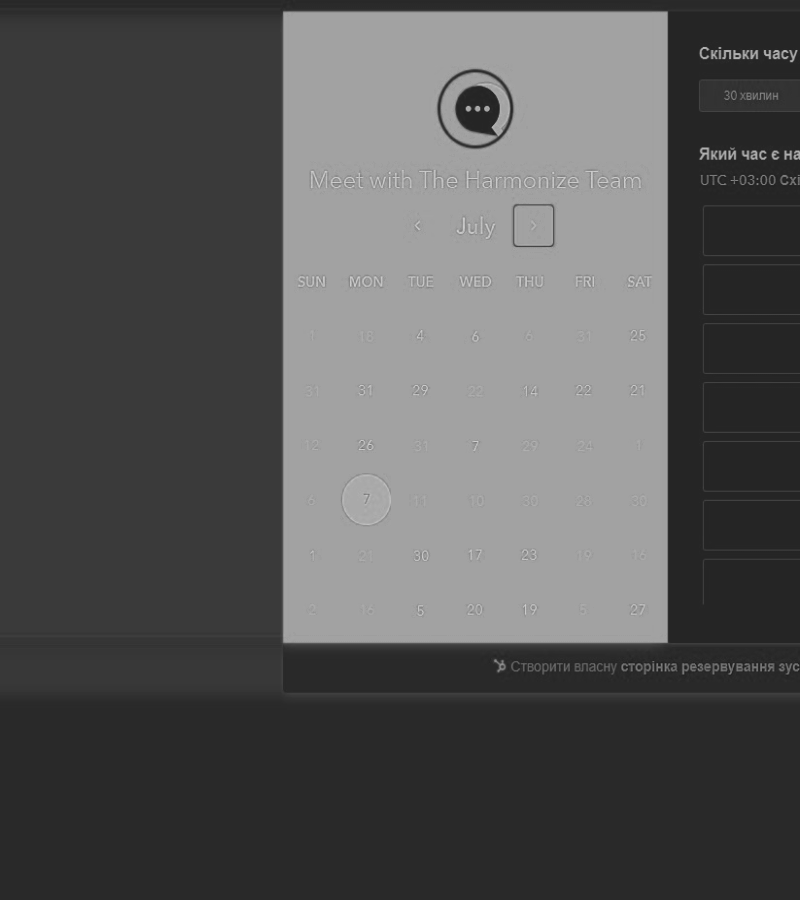 Meet with The Harmonize Team
July
SUN MON TUE WED THU FRI SAT
1 18 4 6 6 31 25
31 31 29 22 14 22 21
12 26 31 7 29 24 1
6 7 11 10 30 28 30
1 21 30 17 23 19 16
2 16 5 20 19 5 27
Скільки часу
30 хвилин
Який час є на
UTC +03:00 Схі
Створити власну сторінка резервування зус